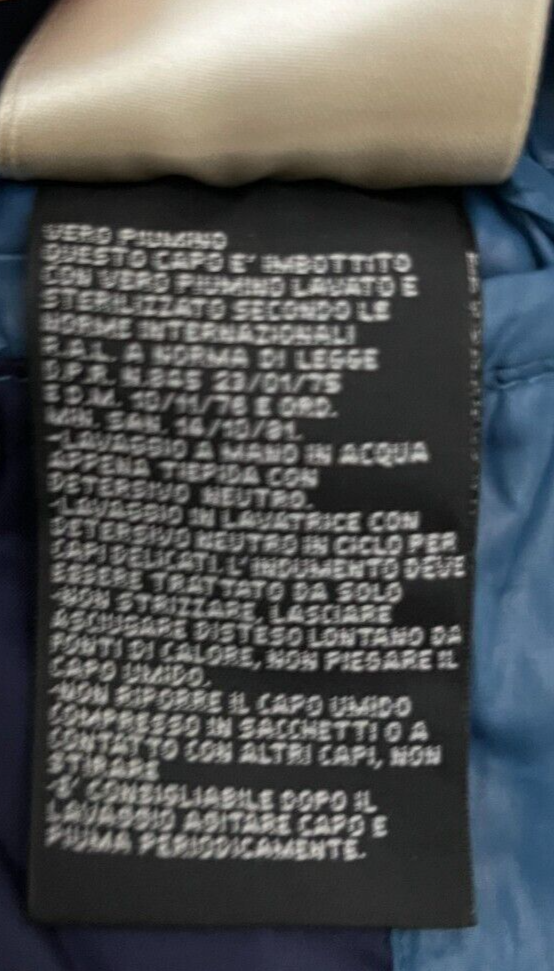 VERO PIUMINO
QUESTO CAPO E' IMBOTTITO
CON VERO PIUMINO LAVATO E
STERILIZZATO SECONDO LE
NORME INTERNAZIONALI
R.A.L. A NORMA DI LEGGE
D.P.R. N.845 23/01/75
E D.M. 10/11/76 E ORD.
MIN. SAN. 14/10/81.
-LAVAGGIO A MANO IN ACQUA
APPENA TIEPIDA CON
DETERSIVO NEUTRO.
-LAVAGGIO IN LAVATRICE CON
DETERSIVO NEUTRO IN CICLO PER
CAPI DELICATI. L'INDUMENTO DEVE
ESSERE TRATTATO DA SOLO
-NON STRIZZARE, LASCIARE
ASCIUGARE DISTESO LONTANO DA
FONTI DI CALORE, NON PIEGARE IL
CAPO UMIDO.
-NON RIPORRE IL CAPO UMIDO
COMPRESSO IN SACCHETTI O A
CONTATTO CON ALTRI CAPI, NON
STIRARE
-E' CONSIGLIABILE DOPO IL
LAVAGGIO AGITARE CAPO E
PIUMA PERIODICAMENTE.